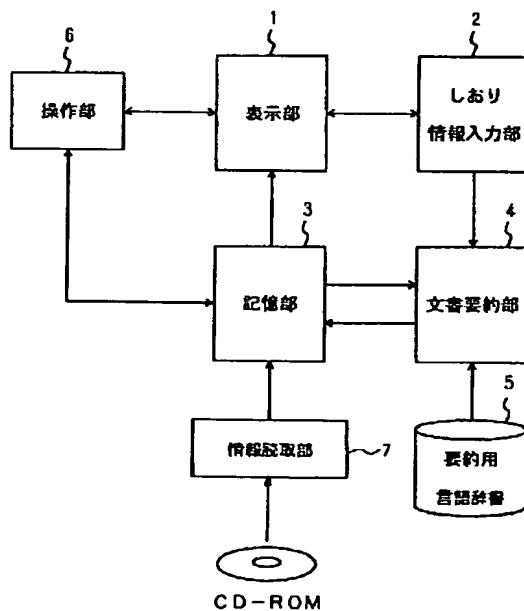 6
1
2
操作部
表示部
しおり
情報入力部
3
4
記憶部
文書要約部
5
情報読取部
7
要約用
言語辞書
CD-ROM